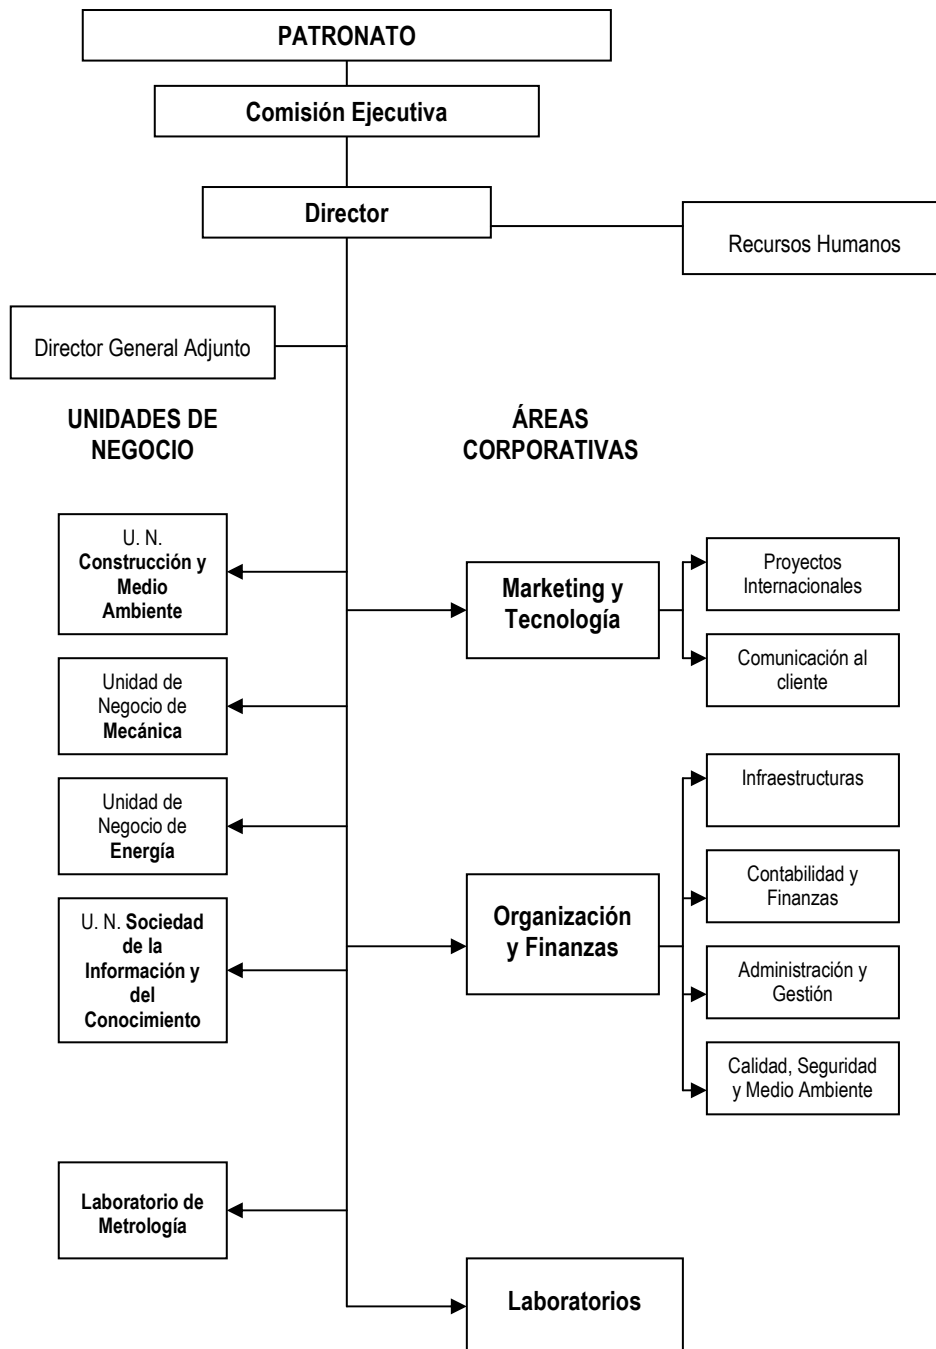 PATRONATO
Comisión Ejecutiva
Director
Recursos Humanos
Director General Adjunto
UNIDADES DE
NEGOCIO
ÁREAS
CORPORATIVAS
U. N.
Construcción y
Medio
Ambiente
Unidad de
Negocio de
Mecánica
Unidad de
Negocio de
Energía
U. N. Sociedad
de la
Información y
del
Conocimiento
Laboratorio de
Metrología
Marketing y
Tecnología
Proyectos
Internacionales
Comunicación al
cliente
Organización
y Finanzas
Infraestructuras
Contabilidad y
Finanzas
Administración y
Gestión
Calidad, Seguridad
y Medio Ambiente
Laboratorios